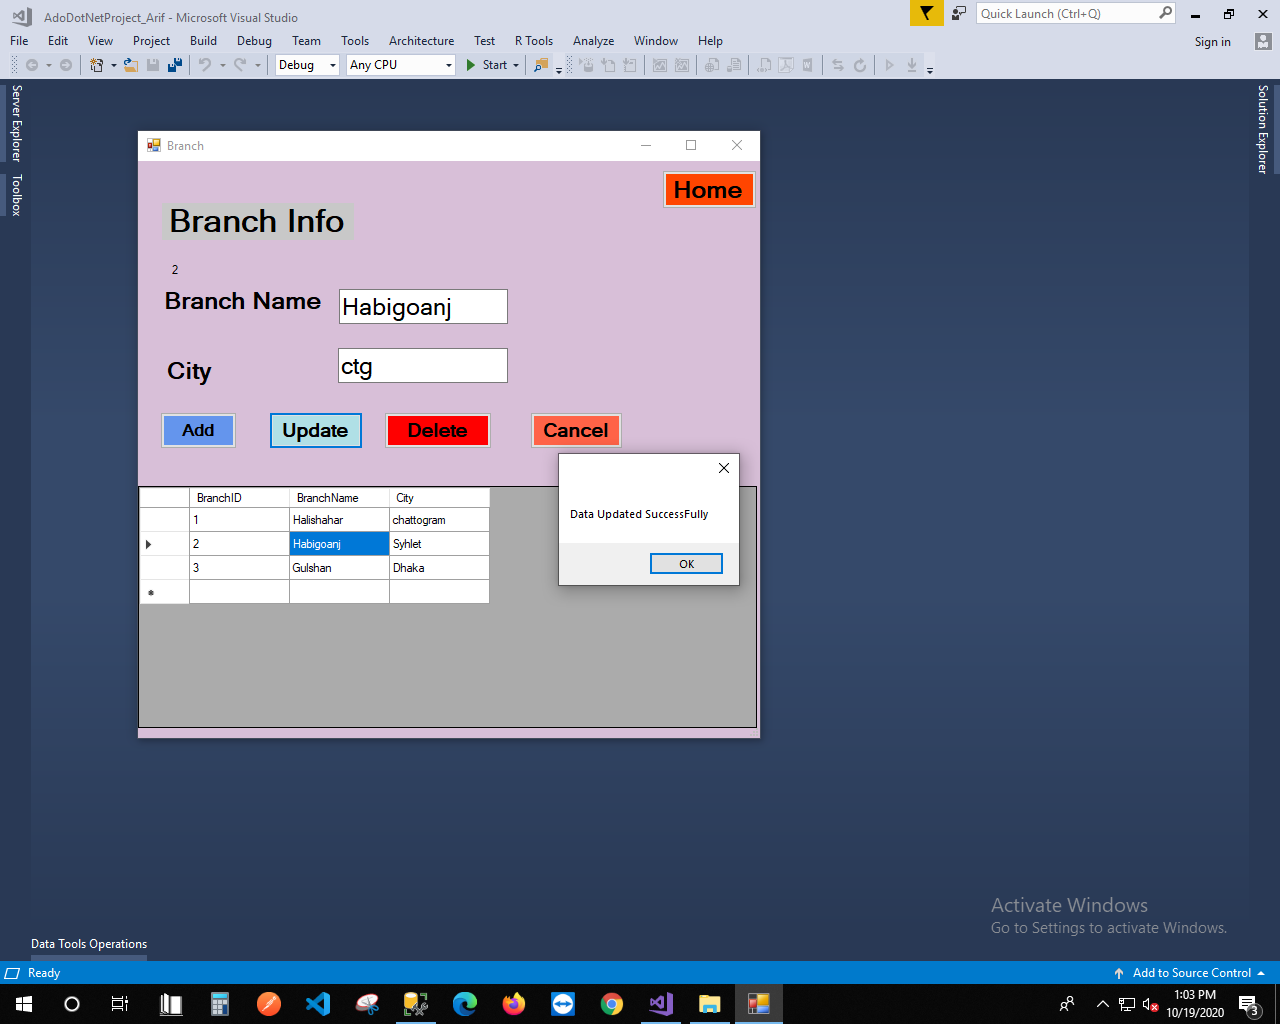 AdoDotNetProject_Arif - Microsoft Visual Studio
Quick Launch (Ctrl+Q)
File Edit View Project Build Debug Team Tools Architecture Test R Tools Analyze Window Help
Sign in
Debug Any CPU Start
Server Explorer
Toolbox
Solution Explorer
Branch
Home
Branch Info
2
Branch Name Habigoanj
City ctg
Add Update Delete Cancel
BranchID BranchName City
1 Halishahar chattogram
2 Habigoanj Syhlet
3 Gulshan Dhaka
Data Updated SuccessFully
OK
Activate Windows
Go to Settings to activate Windows.
Data Tools Operations
Ready
Add to Source Control
1:03 PM
10/19/2020
3